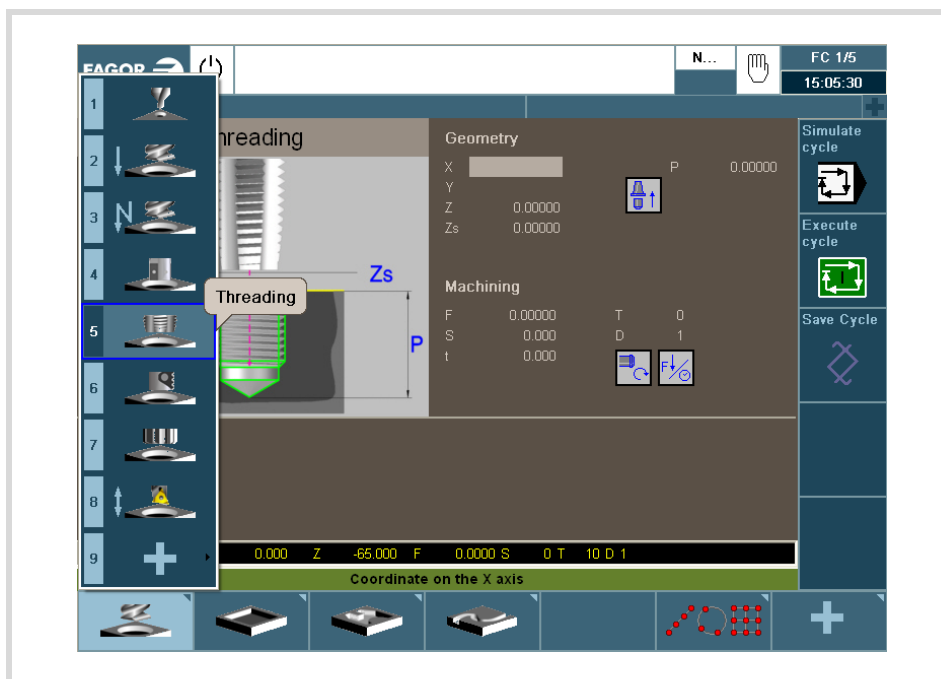 FAGOR
N...
FC 1/5
15:05:30
1
2
3
N
4
5
6
7
8
9
hreading
Threading
Zs
P
Geometry
X
P 0.00000
Y
Z 0.00000
Zs 0.00000
Machining
F 0.00000 T 0
S 0.000 D 1
t 0.000
F
Simulate
cycle
Execute
cycle
Save Cycle
0.000 Z -65.000 F 0.0000 S 0 T 10 D 1
Coordinate on the X axis